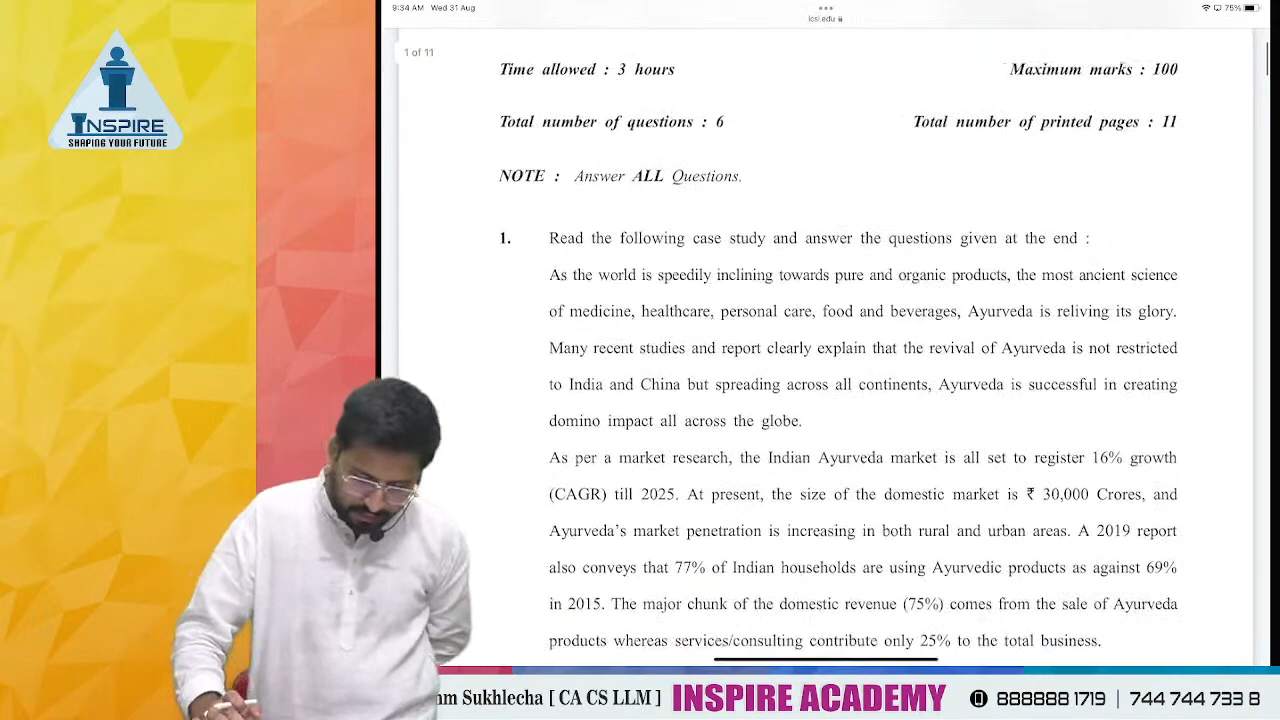 9:34 AM Wed 31 Aug
icsi.edu
75%
1 of 11
INSPIRE
SHAPING YOUR FUTURE
Time allowed : 3 hours
Maximum marks : 100
Total number of questions : 6
Total number of printed pages : 11
NOTE : Answer ALL Questions.
1. Read the following case study and answer the questions given at the end :
As the world is speedily inclining towards pure and organic products, the most ancient science
of medicine, healthcare, personal care, food and beverages, Ayurveda is reliving its glory.
Many recent studies and report clearly explain that the revival of Ayurveda is not restricted
to India and China but spreading across all continents, Ayurveda is successful in creating
domino impact all across the globe.
As per a market research, the Indian Ayurveda market is all set to register 16% growth
(CAGR) till 2025. At present, the size of the domestic market is ₹ 30,000 Crores, and
Ayurveda's market penetration is increasing in both rural and urban areas. A 2019 report
also conveys that 77% of Indian households are using Ayurvedic products as against 69%
in 2015. The major chunk of the domestic revenue (75%) comes from the sale of Ayurveda
products whereas services/consulting contribute only 25% to the total business.
Sukhlecha [ CA CS LLM ] INSPIRE ACADEMY 888888 1719 | 744 744 733 8